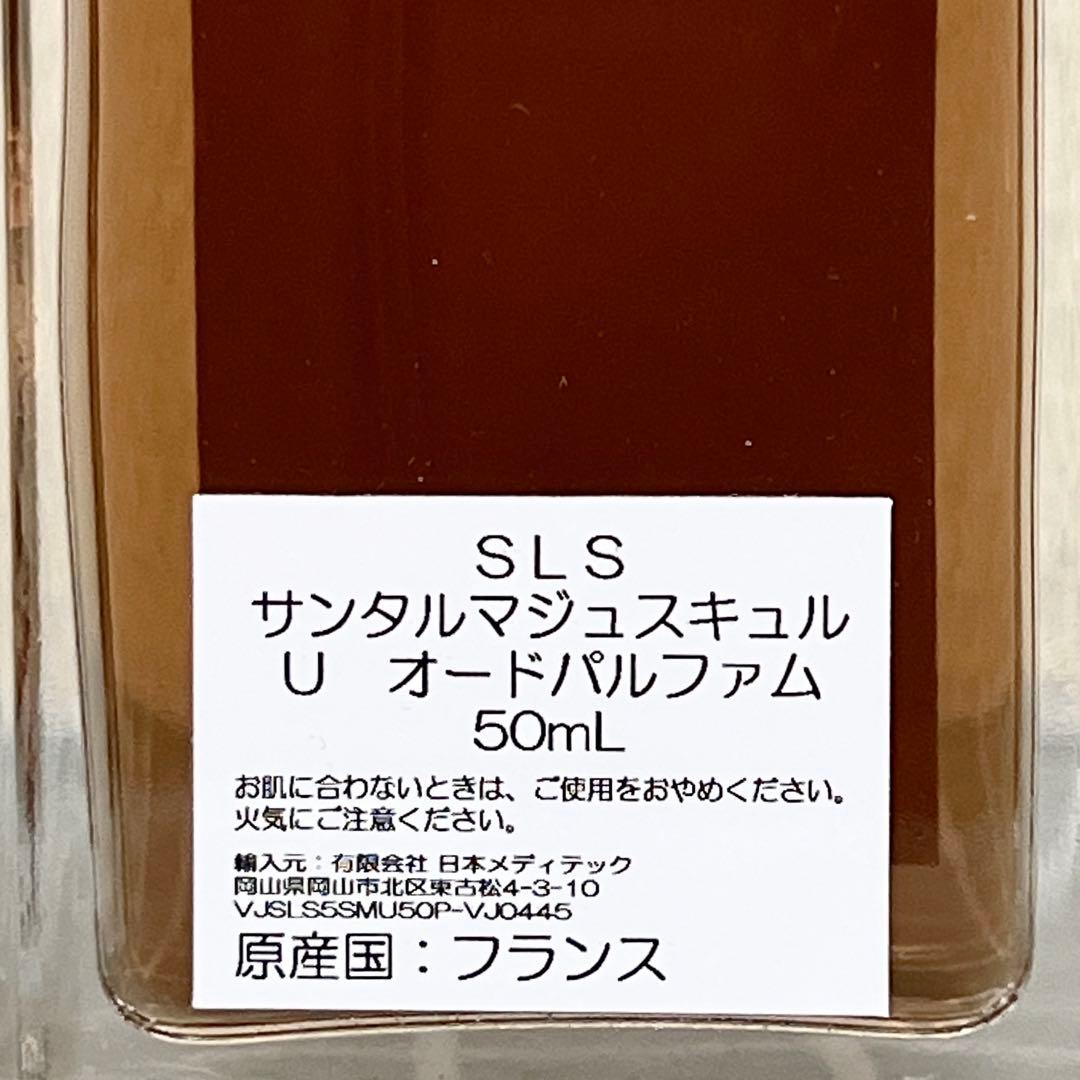 SLS
サンタルマジュスキュル
U　オードパルファム
50mL
お肌に合わないときは、ご使用をおやめください。
火気にご注意ください。
輸入元：有限会社 日本メディテック
岡山県岡山市北区東古松4-3-10
VJSLS5SMU50P-VJ0445
原産国：フランス